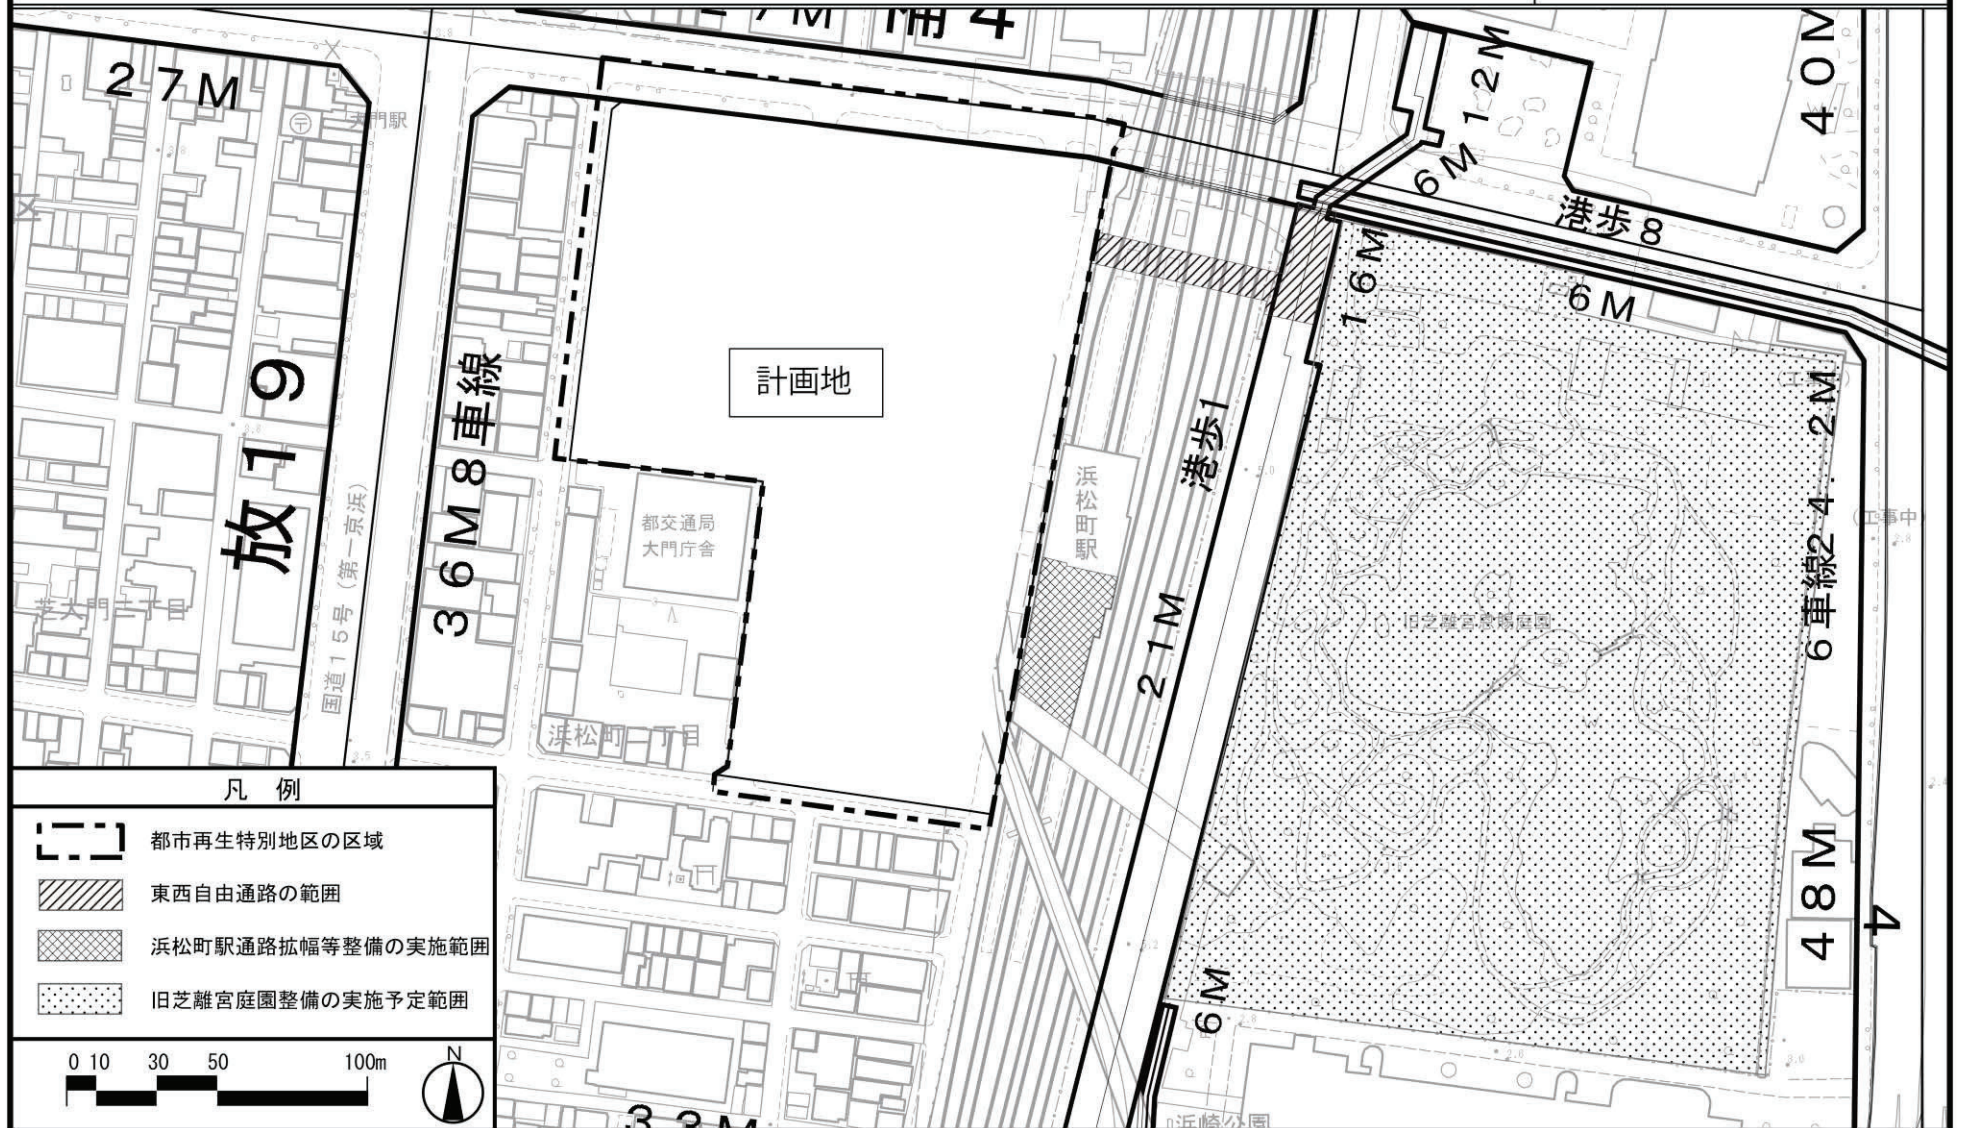 27M
補4
12M
40M
27M
大門駅
6M
港歩8
区
16M
6M
計画地
放19
36M8車線
港歩1
6車線24.2M
浜松町駅
都交通局
大門庁舎
(工事中)
国道15号(第一京浜)
芝大門二丁目
21M
旧芝離宮恩賜庭園
浜松町二丁目
凡 例
都市再生特別地区の区域
東西自由通路の範囲
浜松町駅通路拡幅等整備の実施範囲
旧芝離宮庭園整備の実施予定範囲
48M
4
6M
0 10 30 50 100m
N
33M
浜崎公園